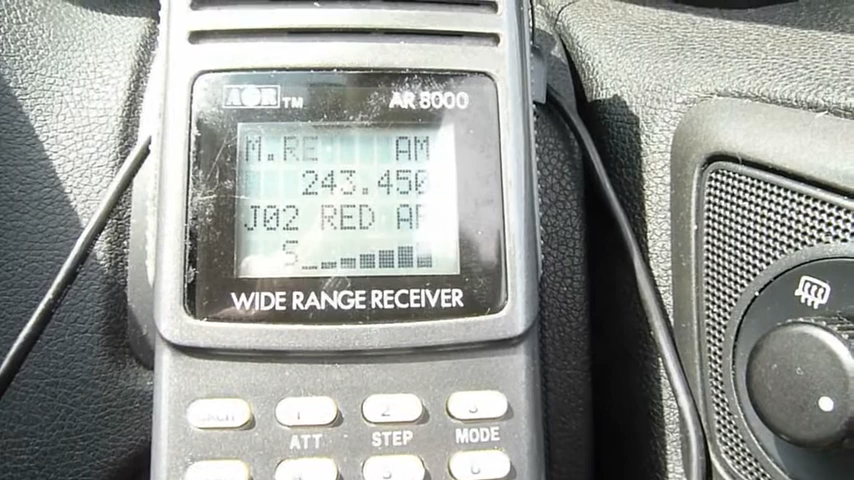 AOR TM AR 8000
M.RE AM
243.450
J02 RED
S
WIDE RANGE RECEIVER
1 2 3
ATT STEP MODE